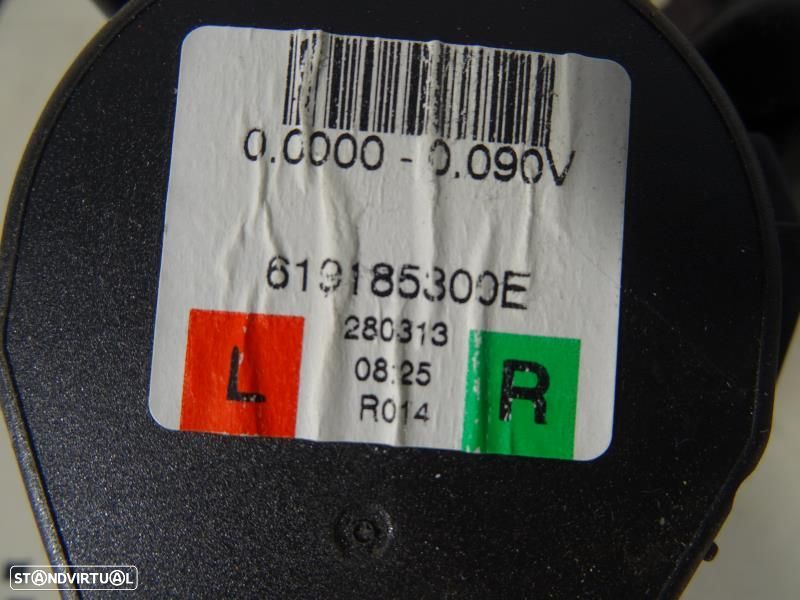 0.0000 - 0.090V
619185300E
280313
L
08:25
R
R014
STANDVIRTUAL